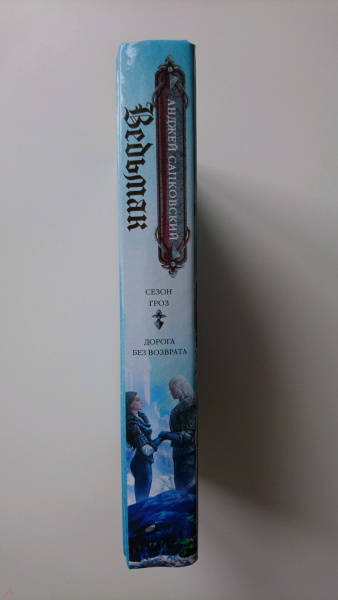 АНДЖЕЙ САПКОВСКИЙ
Ведьмак
СЕЗОН
ГРОЗ
ДОРОГА
БЕЗ ВОЗВРАТА